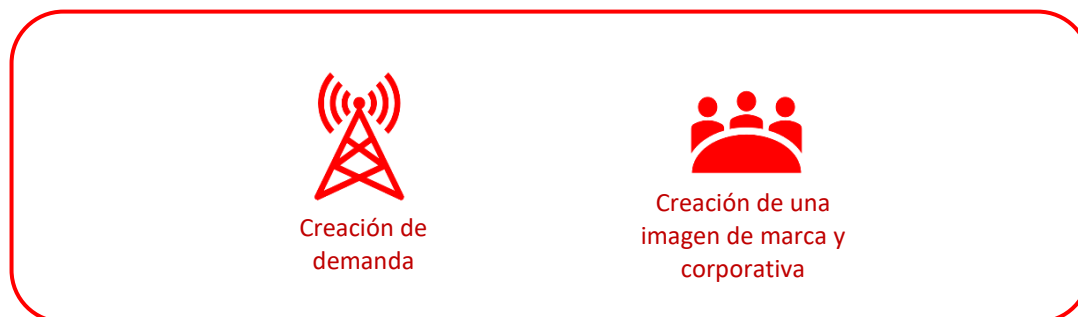 Creación de
demanda
Creación de una
imagen de marca y
corporativa